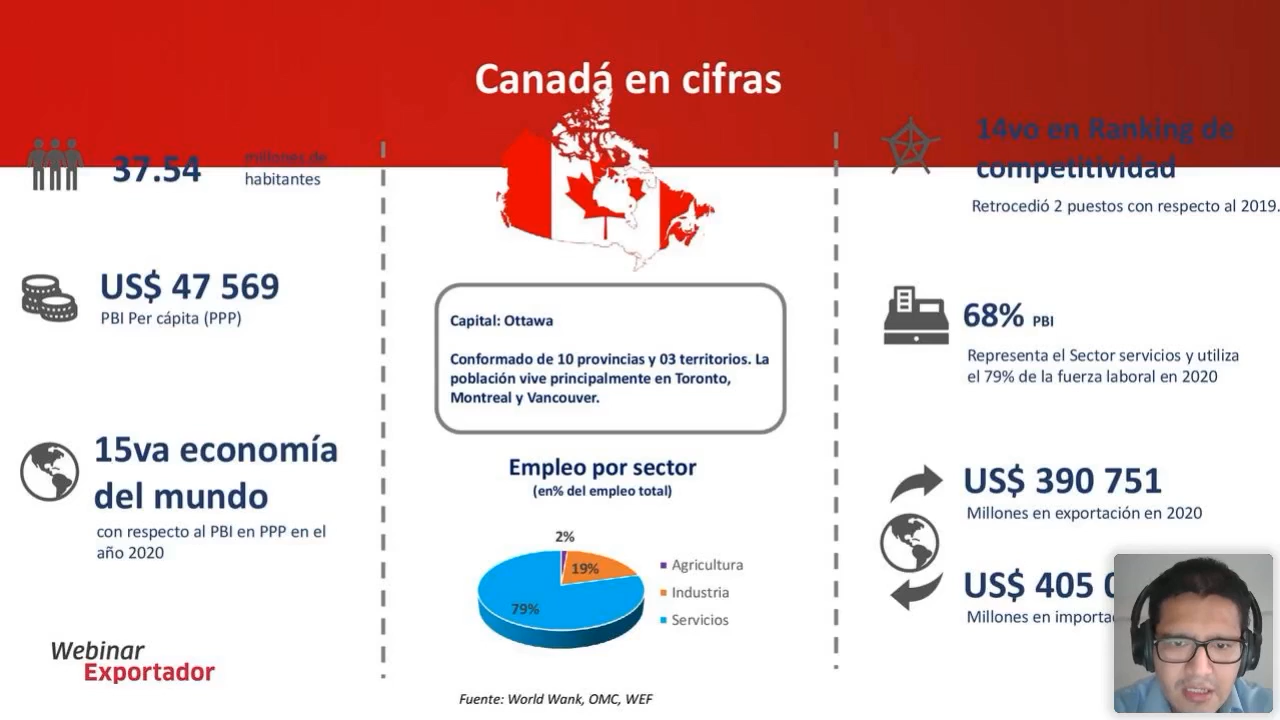 Canadá en cifras
37.54
millones de
habitantes
US$ 47 569
PBI Per cápita (PPP)
15va economía
del mundo
con respecto al PBI en PPP en el
año 2020
Webinar
Exportador
Capital: Ottawa
Conformado de 10 provincias y 03 territorios. La
población vive principalmente en Toronto,
Montreal y Vancouver.
Empleo por sector
(en% del empleo total)
2%
19%
79%
Agricultura
Industria
Servicios
Fuente: World Wank, OMC, WEF
14vo en Ranking de
competitividad
Retrocedió 2 puestos con respecto al 2019.
68% PBI
Representa el Sector servicios y utiliza
el 79% de la fuerza laboral en 2020
US$ 390 751
Millones en exportación en 2020
US$ 405
Millones en